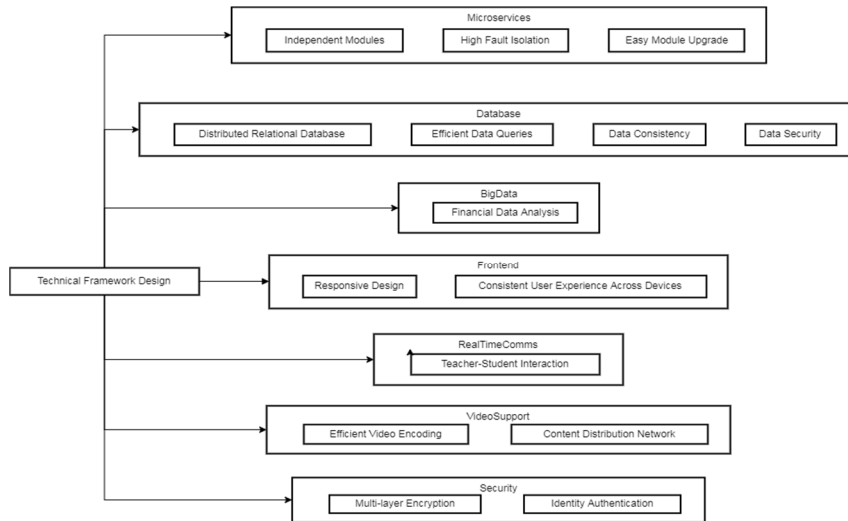 Microservices
Independent Modules
High Fault Isolation
Easy Module Upgrade
Database
Distributed Relational Database
Efficient Data Queries
Data Consistency
Data Security
BigData
Financial Data Analysis
Technical Framework Design
Frontend
Responsive Design
Consistent User Experience Across Devices
RealTimeComms
Teacher-Student Interaction
VideoSupport
Efficient Video Encoding
Content Distribution Network
Security
Multi-layer Encryption
Identity Authentication